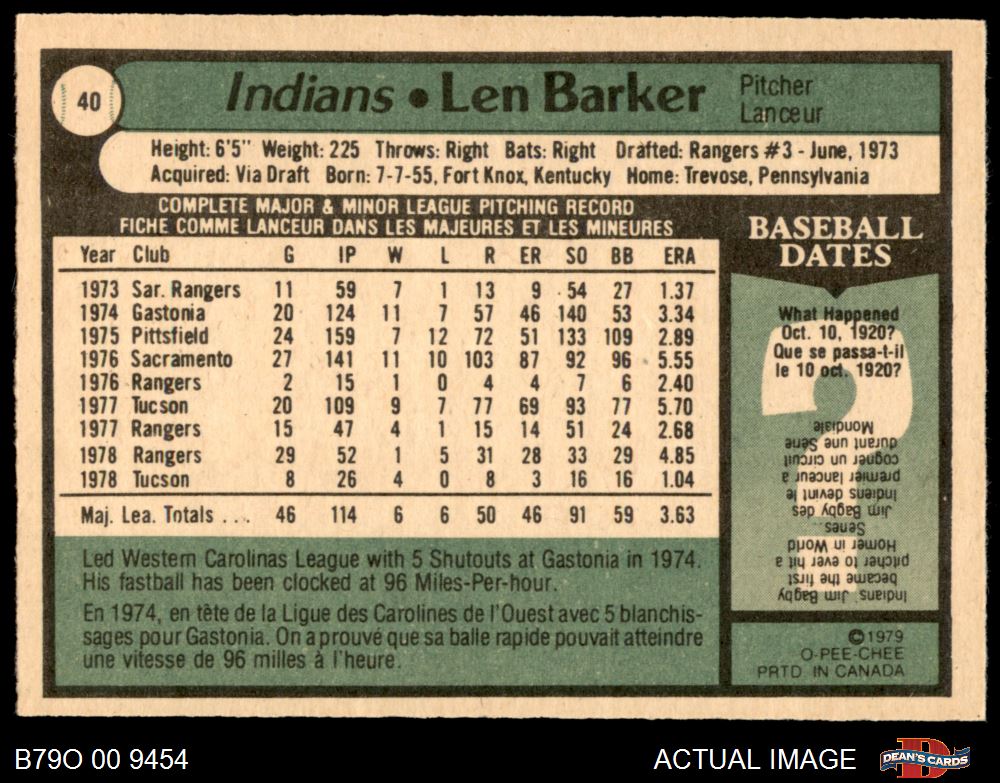 40
Indians • Len Barker
Pitcher
Lanceur
Height: 6'5" Weight: 225 Throws: Right Bats: Right Drafted: Rangers #3 - June, 1973
Acquired: Via Draft Born: 7-7-55, Fort Knox, Kentucky Home: Trevose, Pennsylvania
COMPLETE MAJOR & MINOR LEAGUE PITCHING RECORD
FICHE COMME LANCEUR DANS LES MAJEURES ET LES MINEURES
Year Club G IP W L R ER SO BB ERA
1973 Sar. Rangers 11 59 7 1 13 9 54 27 1.37
1974 Gastonia 20 124 11 7 57 46 140 53 3.34
1975 Pittsfield 24 159 7 12 72 51 133 109 2.89
1976 Sacramento 27 141 11 10 103 87 92 96 5.55
1976 Rangers 2 15 1 0 4 4 7 6 2.40
1977 Tucson 20 109 9 7 77 69 93 77 5.70
1977 Rangers 15 47 4 1 15 14 51 24 2.68
1978 Rangers 29 52 1 5 31 28 33 29 4.85
1978 Tucson 8 26 4 0 8 3 16 16 1.04
Maj. Lea. Totals ... 46 114 6 6 50 46 91 59 3.63
Led Western Carolinas League with 5 Shutouts at Gastonia in 1974.
His fastball has been clocked at 96 Miles-Per-hour.
En 1974, en tête de la Ligue des Carolines de l'Ouest avec 5 blanchis-
sages pour Gastonia. On a prouvé que sa balle rapide pouvait atteindre
une vitesse de 96 milles à l'heure.
BASEBALL
DATES
What Happened
Oct. 10, 1920?
Que se passa-t-il
le 10 oct. 1920?
Indians Jim Bagby
became the first
pitcher to ever hit a
Homer in World
Series...
Jim Bagby des
Indiens devint le
premier lanceur à
cogner un circuit
durant une Série
Mondiale
©1979
O-PEE-CHEE
PRTD IN CANADA
B79O 00 9454
ACTUAL IMAGE
DEAN'S CARDS